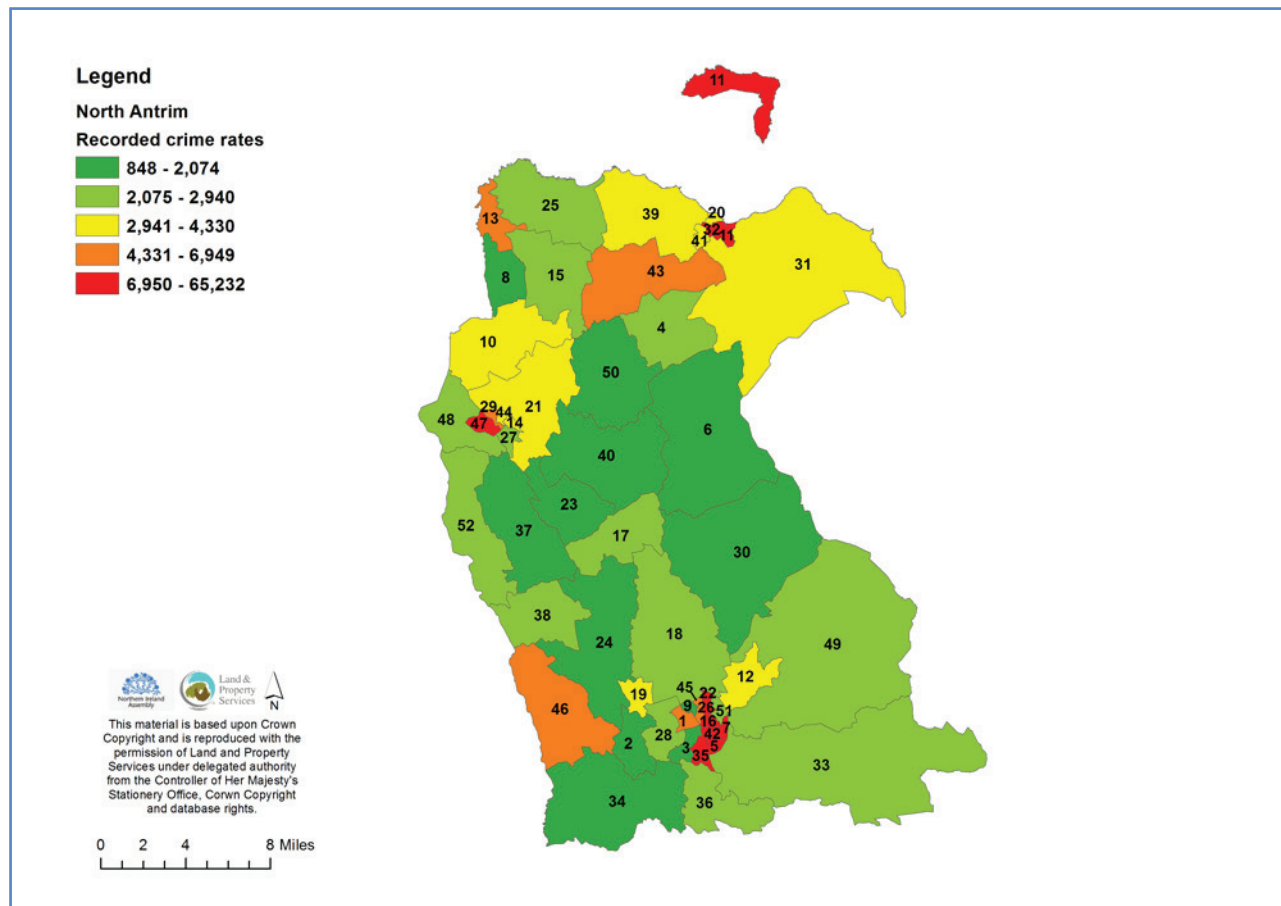 Legend
North Antrim
Recorded crime rates
848 - 2,074
2,075 - 2,940
2,941 - 4,330
4,331 - 6,949
6,950 - 65,232
11
25
13
39
20
32
11
41
31
8
15
43
4
10
50
29
44
21
48
47
14
27
6
40
23
37
52
17
30
38
24
18
49
12
19
45
22
9
26
51
46
1
16
7
28
42
2
3
5
35
33
34
36
Northern Ireland
Assembly
Land &
Property
Services
N
This material is based upon Crown
Copyright and is reproduced with the
permission of Land and Property
Services under delegated authority
from the Controller of Her Majesty's
Stationery Office, Corwn Copyright
and database rights.
0 2 4 8 Miles